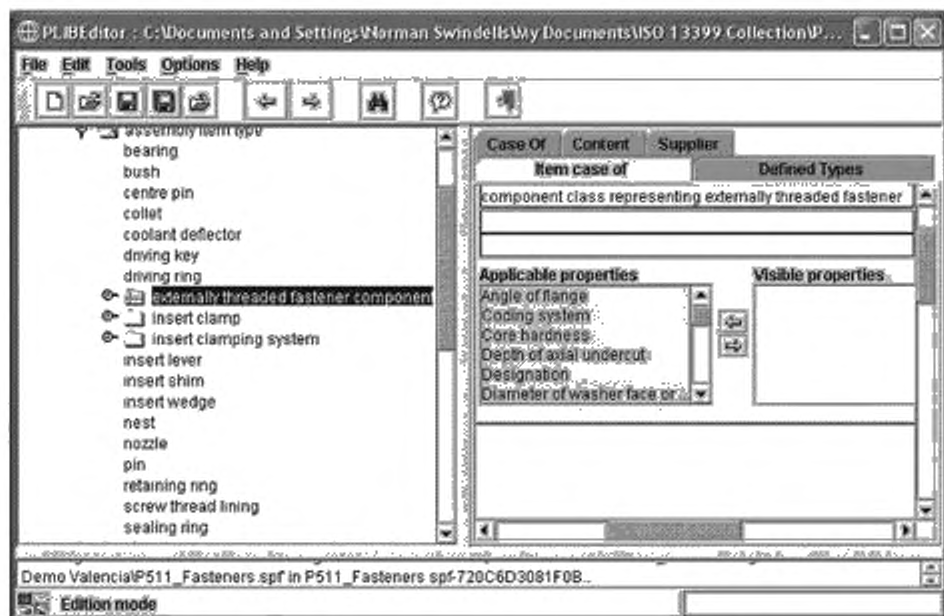 PLIBEditor : C:\Documents and Settings\Norman Swindells\My Documents\ISO 13399 Collection\P...
File Edit Tools Options Help
assembly item type
bearing
bush
centre pin
collet
coolant deflector
driving key
driving ring
externally threaded fastener component
insert clamp
insert clamping system
insert lever
insert shim
insert wedge
nest
nozzle
pin
retaining ring
screw thread lining
sealing ring
Case Of Content Supplier
Item case of Defined Types
component class representing externally threaded fastener
Applicable properties Visible properties
Angle of flange
Coding system
Core hardness
Depth of axial undercut
Designation
Diameter of washer face or
Demo Valencia\P511_Fasteners.spf in P511_Fasteners spf-720C6D3081F0B...
Edition mode